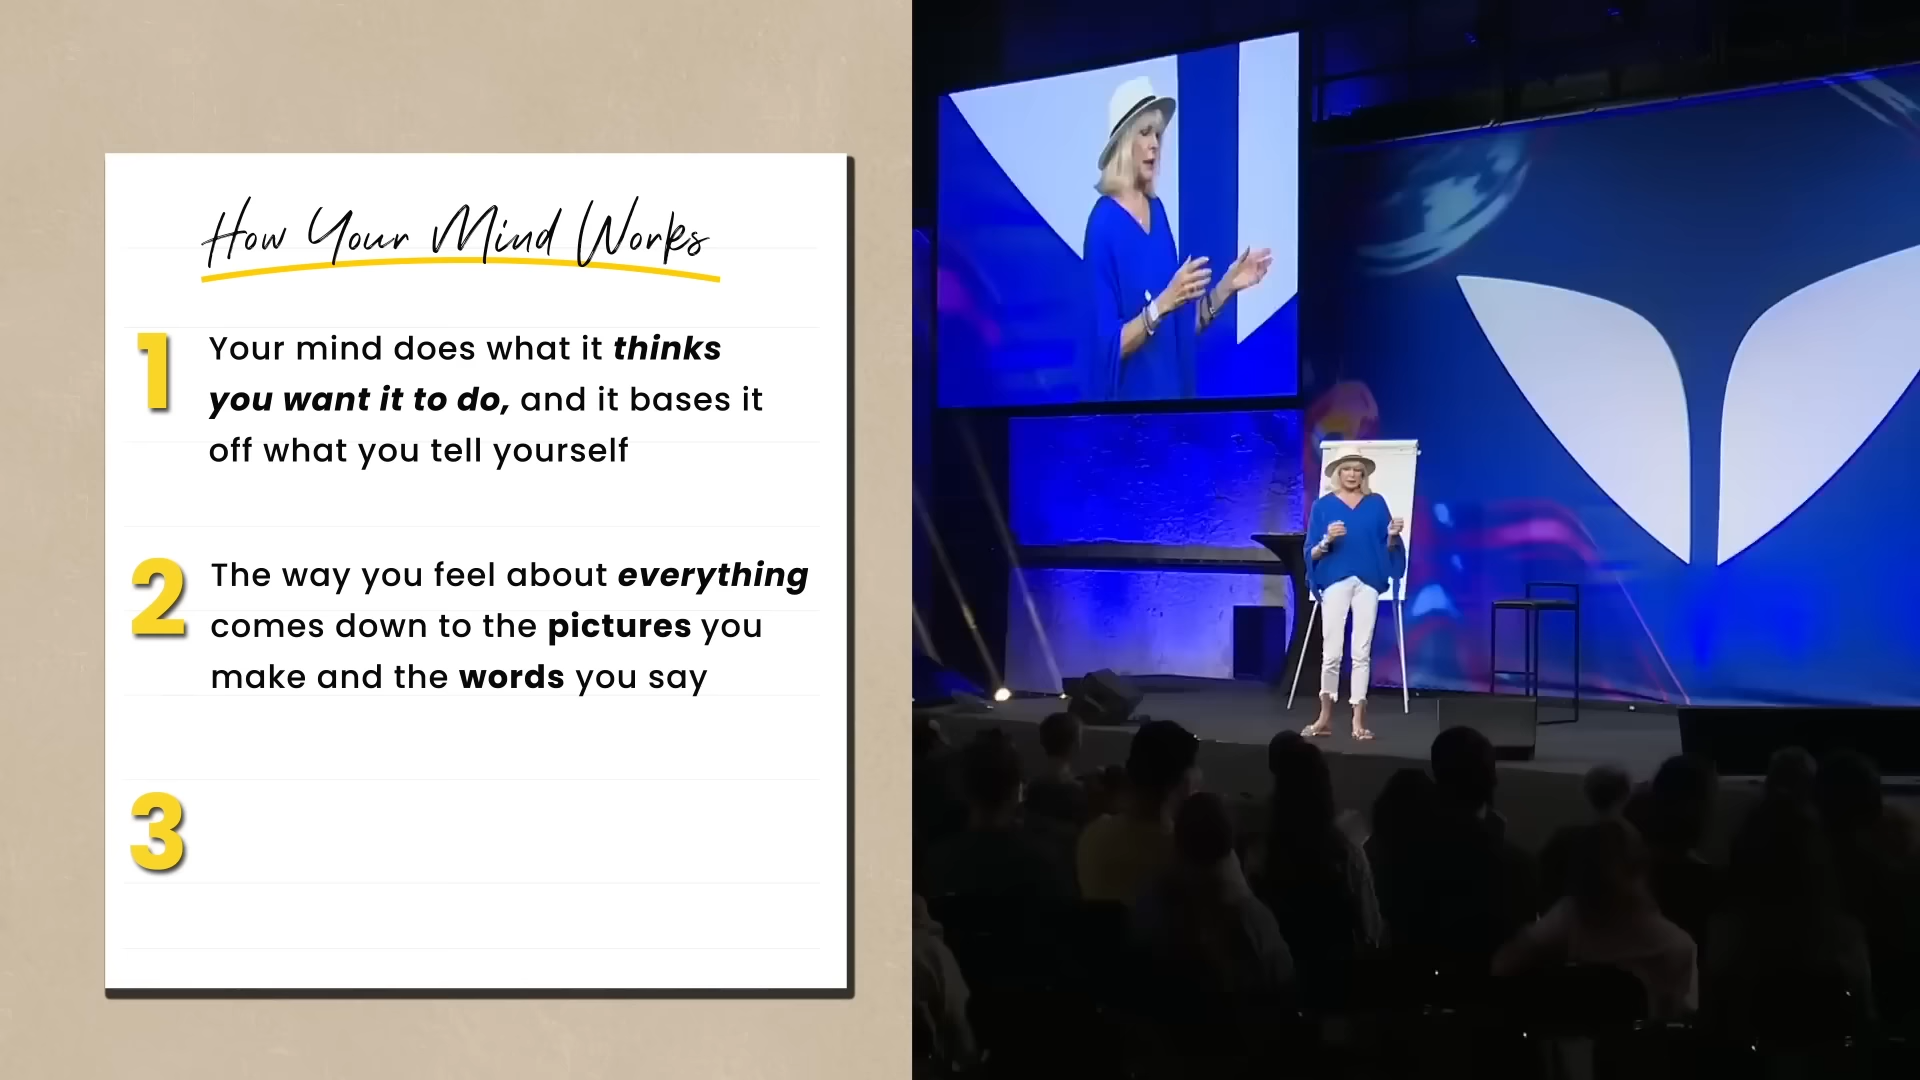 How Your Mind Works
1
Your mind does what it thinks
you want it to do, and it bases it
off what you tell yourself
2
The way you feel about everything
comes down to the pictures you
make and the words you say
3